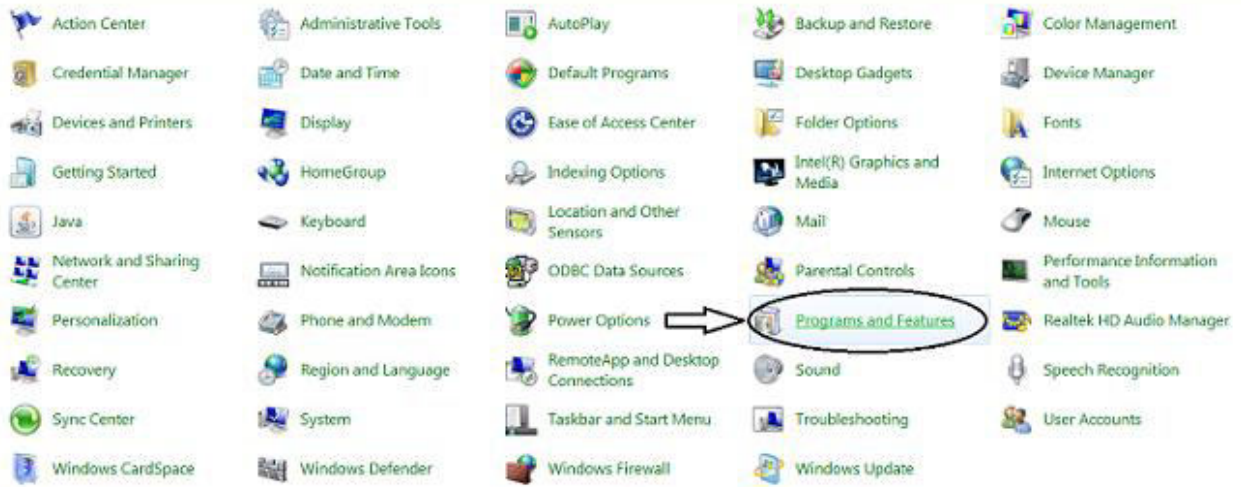 Action Center
Administrative Tools
AutoPlay
Backup and Restore
Color Management
Credential Manager
Date and Time
Default Programs
Desktop Gadgets
Device Manager
Devices and Printers
Display
Ease of Access Center
Folder Options
Fonts
Getting Started
HomeGroup
Indexing Options
Intel(R) Graphics and
Media
Internet Options
Java
Keyboard
Location and Other
Sensors
Mail
Mouse
Network and Sharing
Center
Notification Area Icons
ODBC Data Sources
Parental Controls
Performance Information
and Tools
Personalization
Phone and Modem
Power Options
Programs and Features
Realtek HD Audio Manager
Recovery
Region and Language
RemoteApp and Desktop
Connections
Sound
Speech Recognition
Sync Center
System
Taskbar and Start Menu
Troubleshooting
User Accounts
Windows CardSpace
Windows Defender
Windows Firewall
Windows Update